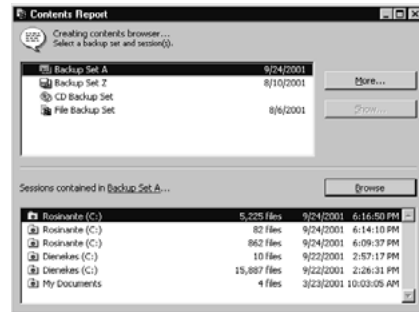 Contents Report
Creating contents browser...
Select a backup set and session(s).
Backup Set A 9/24/2001
Backup Set Z 8/10/2001
CD Backup Set
File Backup Set 8/6/2001
More...
Show...
Sessions contained in Backup Set A...
Browse
Rosinante (C:) 5,225 files 9/24/2001 6:16:50 PM
Rosinante (C:) 82 files 9/24/2001 6:14:10 PM
Rosinante (C:) 862 files 9/24/2001 6:09:37 PM
Dienekes (C:) 10 files 9/22/2001 2:57:17 PM
Dienekes (C:) 15,887 files 9/22/2001 2:26:31 PM
My Documents 4 files 3/23/2001 10:03:05 AM